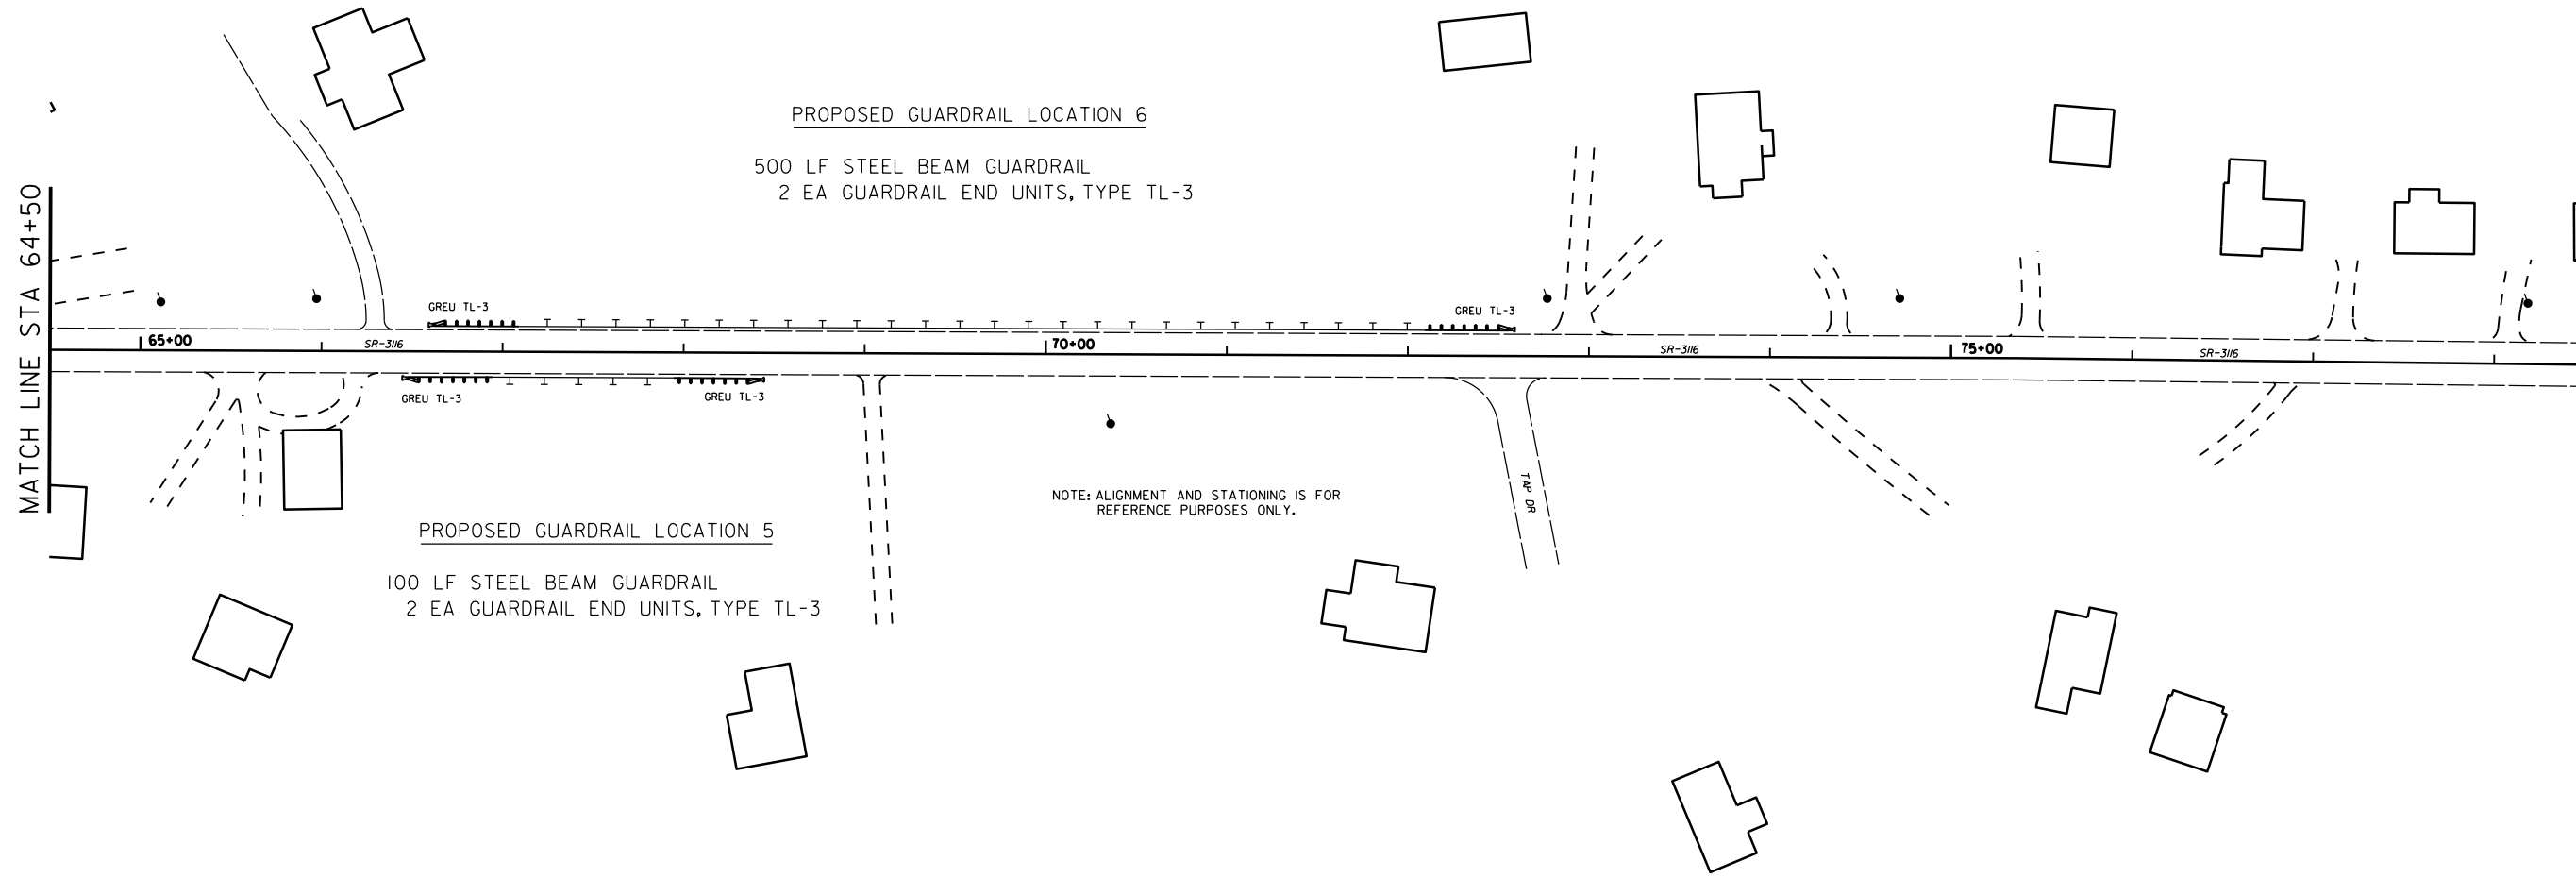 PROPOSED GUARDRAIL LOCATION 6
500 LF STEEL BEAM GUARDRAIL
2 EA GUARDRAIL END UNITS, TYPE TL-3
MATCH LINE STA 64+50
GREU TL-3
GREU TL-3
65+00
SR-3116
70+00
SR-3116
75+00
SR-3116
GREU TL-3
GREU TL-3
TAP DR
NOTE: ALIGNMENT AND STATIONING IS FOR
REFERENCE PURPOSES ONLY.
PROPOSED GUARDRAIL LOCATION 5
100 LF STEEL BEAM GUARDRAIL
2 EA GUARDRAIL END UNITS, TYPE TL-3